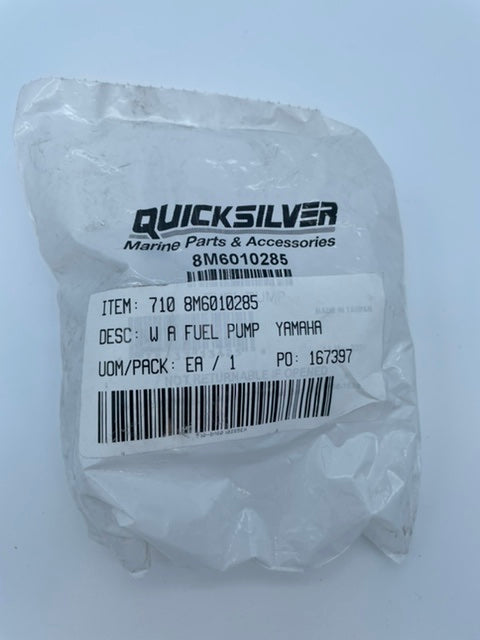 QUICKSILVER
Marine Parts & Accessories
8M6010285
PUMP
MADE IN TAIWAN
ITEM: 710 8M6010285
DESC: W A FUEL PUMP YAMAHA
UOM/PACK: EA / 1 PO: 167397
NOT RETURNABLE IF OPENED